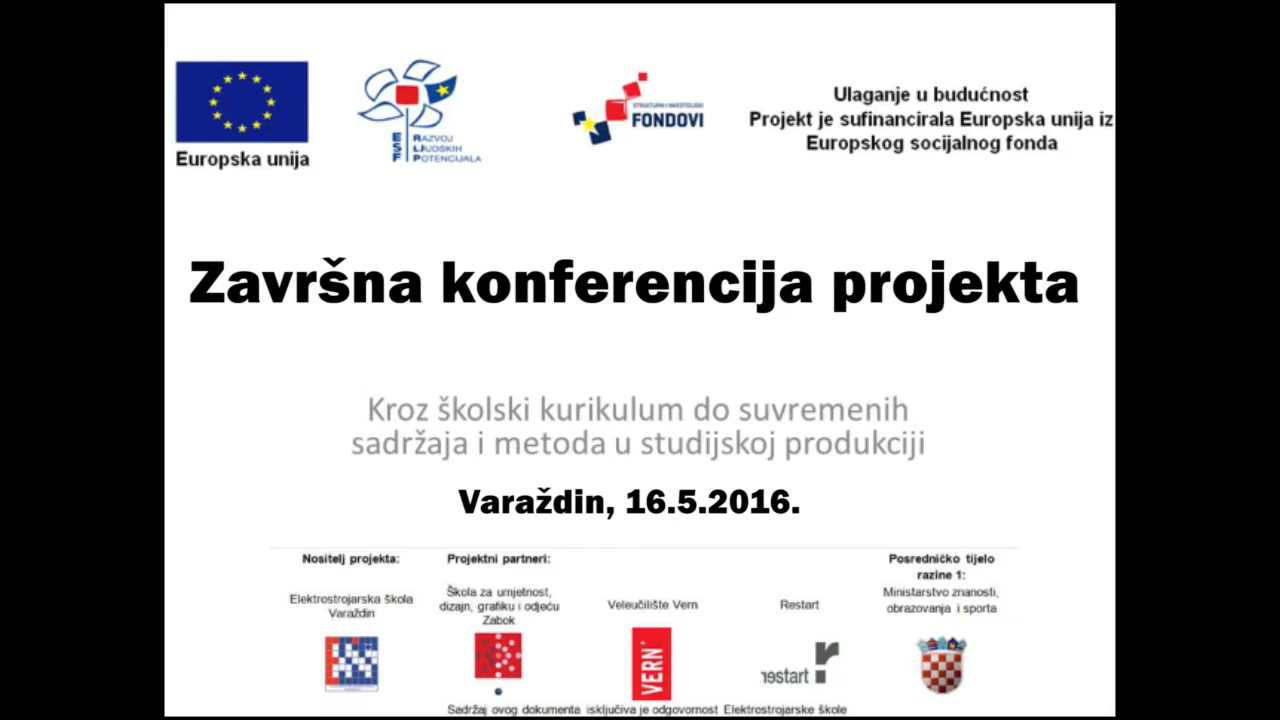 Europska unija
ESF
RAZVOJ
LJUDSKIH
POTENCIJALA
STRUKTURNI I INVESTICIJSKI
FONDOVI
Ulaganje u budućnost
Projekt je sufinancirala Europska unija iz
Europskog socijalnog fonda
Završna konferencija projekta
Kroz školski kurikulum do suvremenih
sadržaja i metoda u studijskoj produkciji
Varaždin, 16.5.2016.
Nositelj projekta:
Elektrostrojarska škola
Varaždin
Projektni partneri:
Škola za umjetnost,
dizajn, grafiku i odjeću
Zabok
Veleučilište Vern
VERN'
Restart
restart
Posredničko tijelo
razine 1:
Ministarstvo znanosti,
obrazovanja i sporta
Sadržaj ovog dokumenta isključiva je odgovornost Elektrostrojarske škole